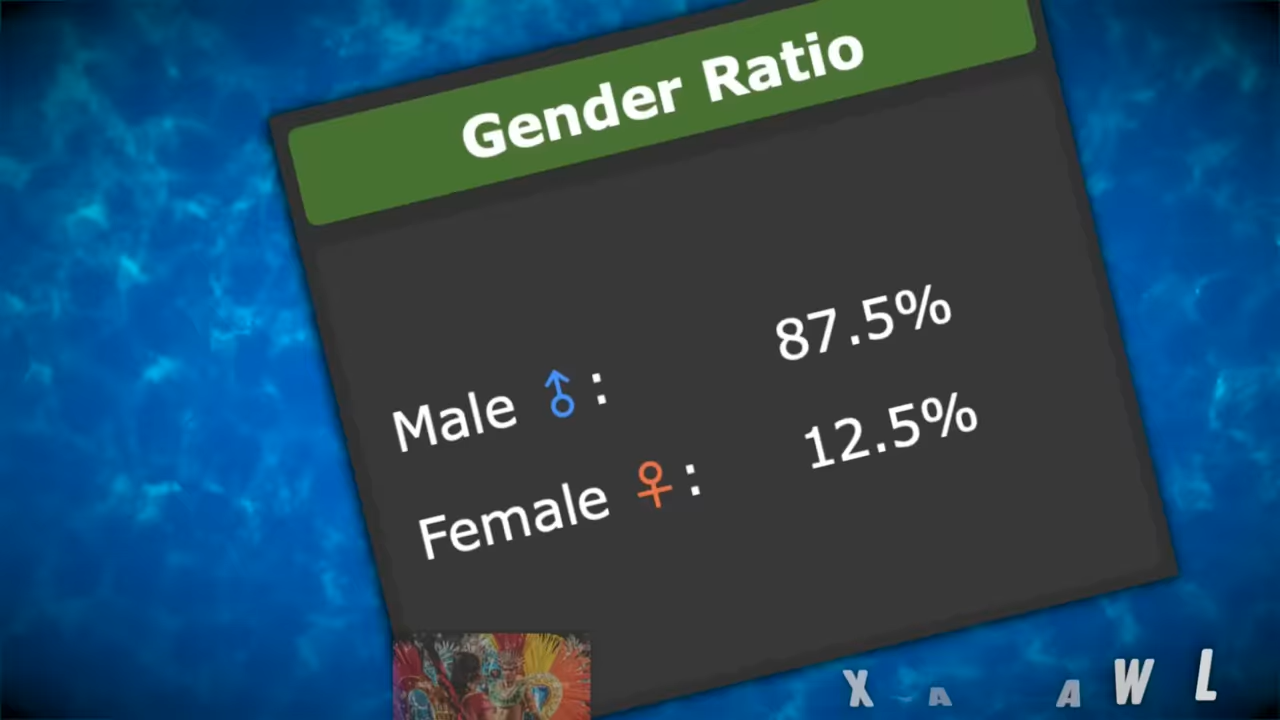 Gender Ratio
Male ♂: 87.5%
Female ♀: 12.5%
X A A W L